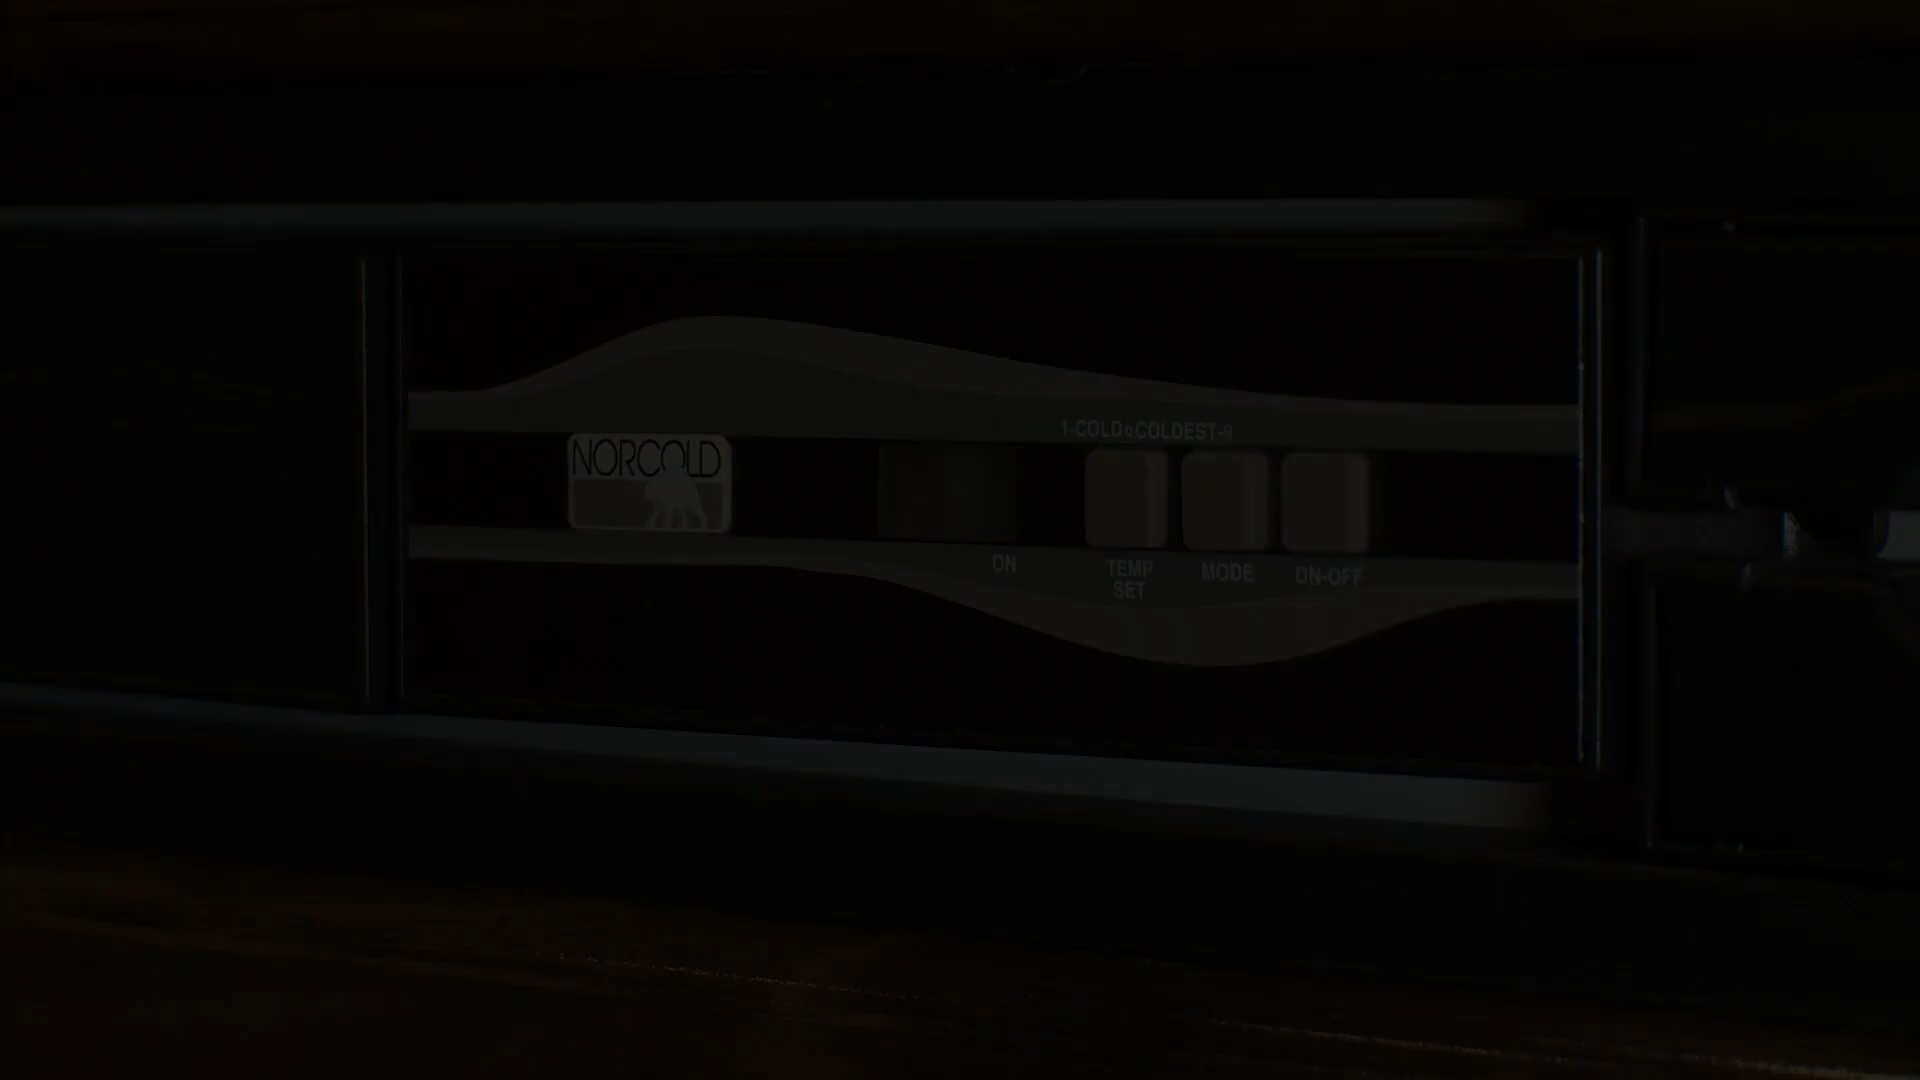 1-COLD○COLDEST-9
NORCOLD
ON
TEMP
SET
MODE
ON-OFF